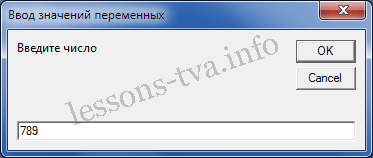 Ввод значений переменных
Введите число
OK
Cancel
lessons-tva.info
789